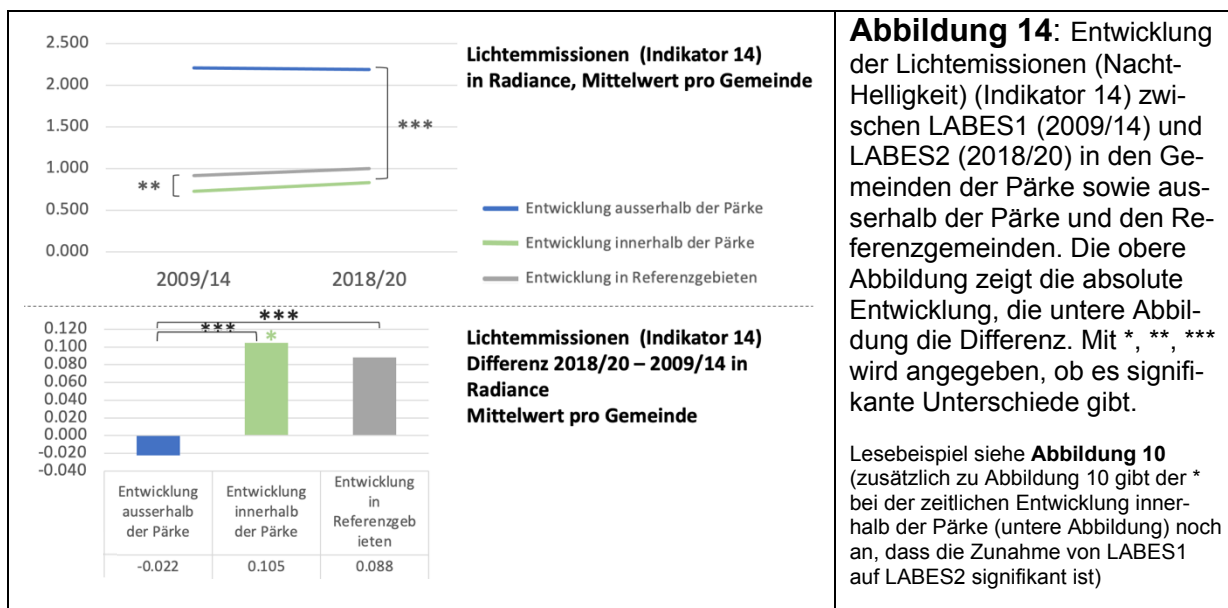 2.500
2.000
1.500
1.000
0.500
0.000
2009/14
2018/20
**
***
Lichtemmissionen (Indikator 14)
in Radiance, Mittelwert pro Gemeinde
Entwicklung ausserhalb der Pärke
Entwicklung innerhalb der Pärke
Entwicklung in Referenzgebieten
0.120
0.100
0.080
0.060
0.040
0.020
0.000
-0.020
-0.040
***
***
*
Lichtemmissionen (Indikator 14)
Differenz 2018/20 – 2009/14 in
Radiance
Mittelwert pro Gemeinde
Entwicklung
ausserhalb
der Pärke
Entwicklung
innerhalb
der Pärke
Entwicklung
in
Referenzgeb
ieten
-0.022
0.105
0.088
Abbildung 14: Entwicklung
der Lichtemissionen (Nacht-
Helligkeit) (Indikator 14) zwi-
schen LABES1 (2009/14) und
LABES2 (2018/20) in den Ge-
meinden der Pärke sowie aus-
serhalb der Pärke und den Re-
ferenzgemeinden. Die obere
Abbildung zeigt die absolute
Entwicklung, die untere Abbil-
dung die Differenz. Mit *, **, ***
wird angegeben, ob es signifi-
kante Unterschiede gibt.
Lesebeispiel siehe Abbildung 10
(zusätzlich zu Abbildung 10 gibt der *
bei der zeitlichen Entwicklung inner-
halb der Pärke (untere Abbildung) noch
an, dass die Zunahme von LABES1
auf LABES2 signifikant ist)